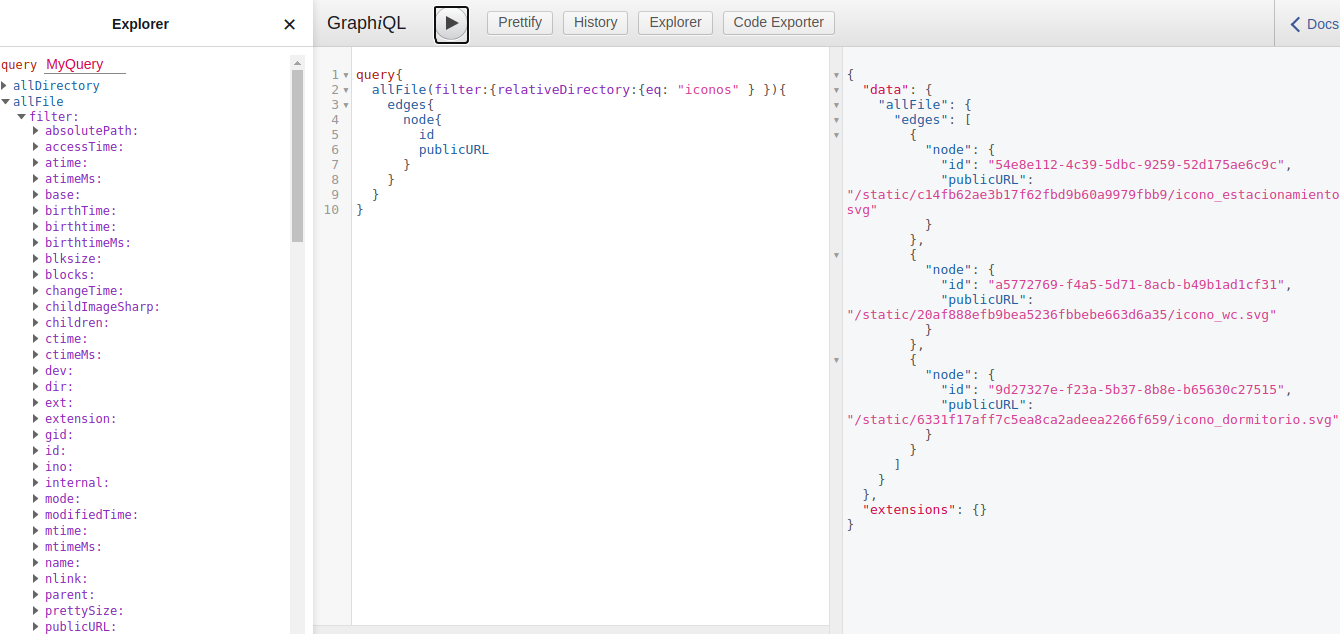 Explorer
×
query MyQuery
allDirectory
allFile
filter:
absolutePath:
accessTime:
atime:
atimeMs:
base:
birthTime:
birthtime:
birthtimeMs:
blksize:
blocks:
changeTime:
childImageSharp:
children:
ctime:
ctimeMs:
dev:
dir:
ext:
extension:
gid:
id:
ino:
internal:
mode:
modifiedTime:
mtime:
mtimeMs:
name:
nlink:
parent:
prettySize:
publicURL:
GraphiQL
Prettify
History
Explorer
Code Exporter
Docs
1 query{
2   allFile(filter:{relativeDirectory:{eq: "iconos" } }){
3     edges{
4       node{
5         id
6         publicURL
7       }
8     }
9   }
10 }
{
  "data": {
    "allFile": {
      "edges": [
        {
          "node": {
            "id": "54e8e112-4c39-5dbc-9259-52d175ae6c9c",
            "publicURL":
"/static/c14fb62ae3b17f62fbd9b60a9979fbb9/icono_estacionamiento
svg"
          }
        },
        {
          "node": {
            "id": "a5772769-f4a5-5d71-8acb-b49b1ad1cf31",
            "publicURL":
"/static/20af888efb9bea5236fbbebe663d6a35/icono_wc.svg"
          }
        },
        {
          "node": {
            "id": "9d27327e-f23a-5b37-8b8e-b65630c27515",
            "publicURL":
"/static/6331f17aff7c5ea8ca2adeea2266f659/icono_dormitorio.svg"
          }
        }
      ]
    }
  },
  "extensions": {}
}